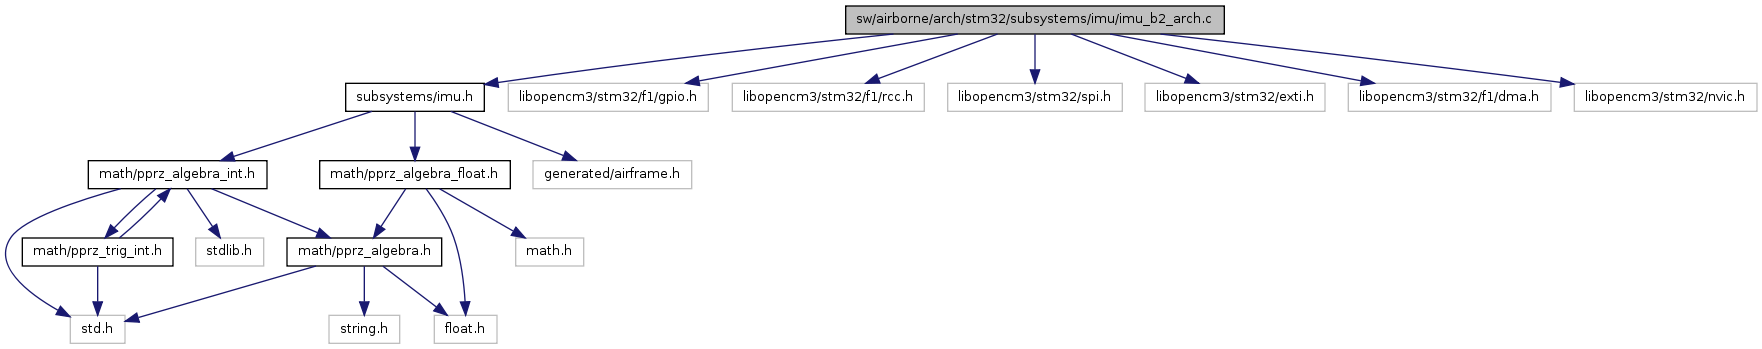 sw/airborne/arch/stm32/subsystems/imu/imu_b2_arch.c
subsystems/imu.h
libopencm3/stm32/f1/gpio.h
libopencm3/stm32/f1/rcc.h
libopencm3/stm32/spi.h
libopencm3/stm32/exti.h
libopencm3/stm32/f1/dma.h
libopencm3/stm32/nvic.h
math/pprz_algebra_int.h
math/pprz_algebra_float.h
generated/airframe.h
math/pprz_trig_int.h
stdlib.h
math/pprz_algebra.h
math.h
std.h
string.h
float.h